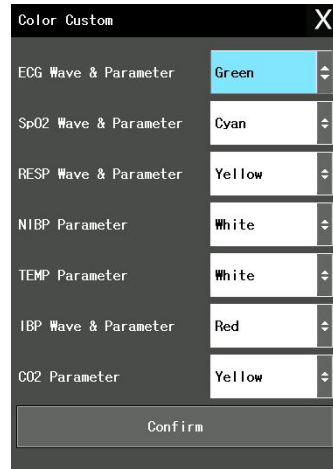 Color Custom X
ECG Wave & Parameter Green
SpO2 Wave & Parameter Cyan
RESP Wave & Parameter Yellow
NIBP Parameter White
TEMP Parameter White
IBP Wave & Parameter Red
CO2 Parameter Yellow
Confirm